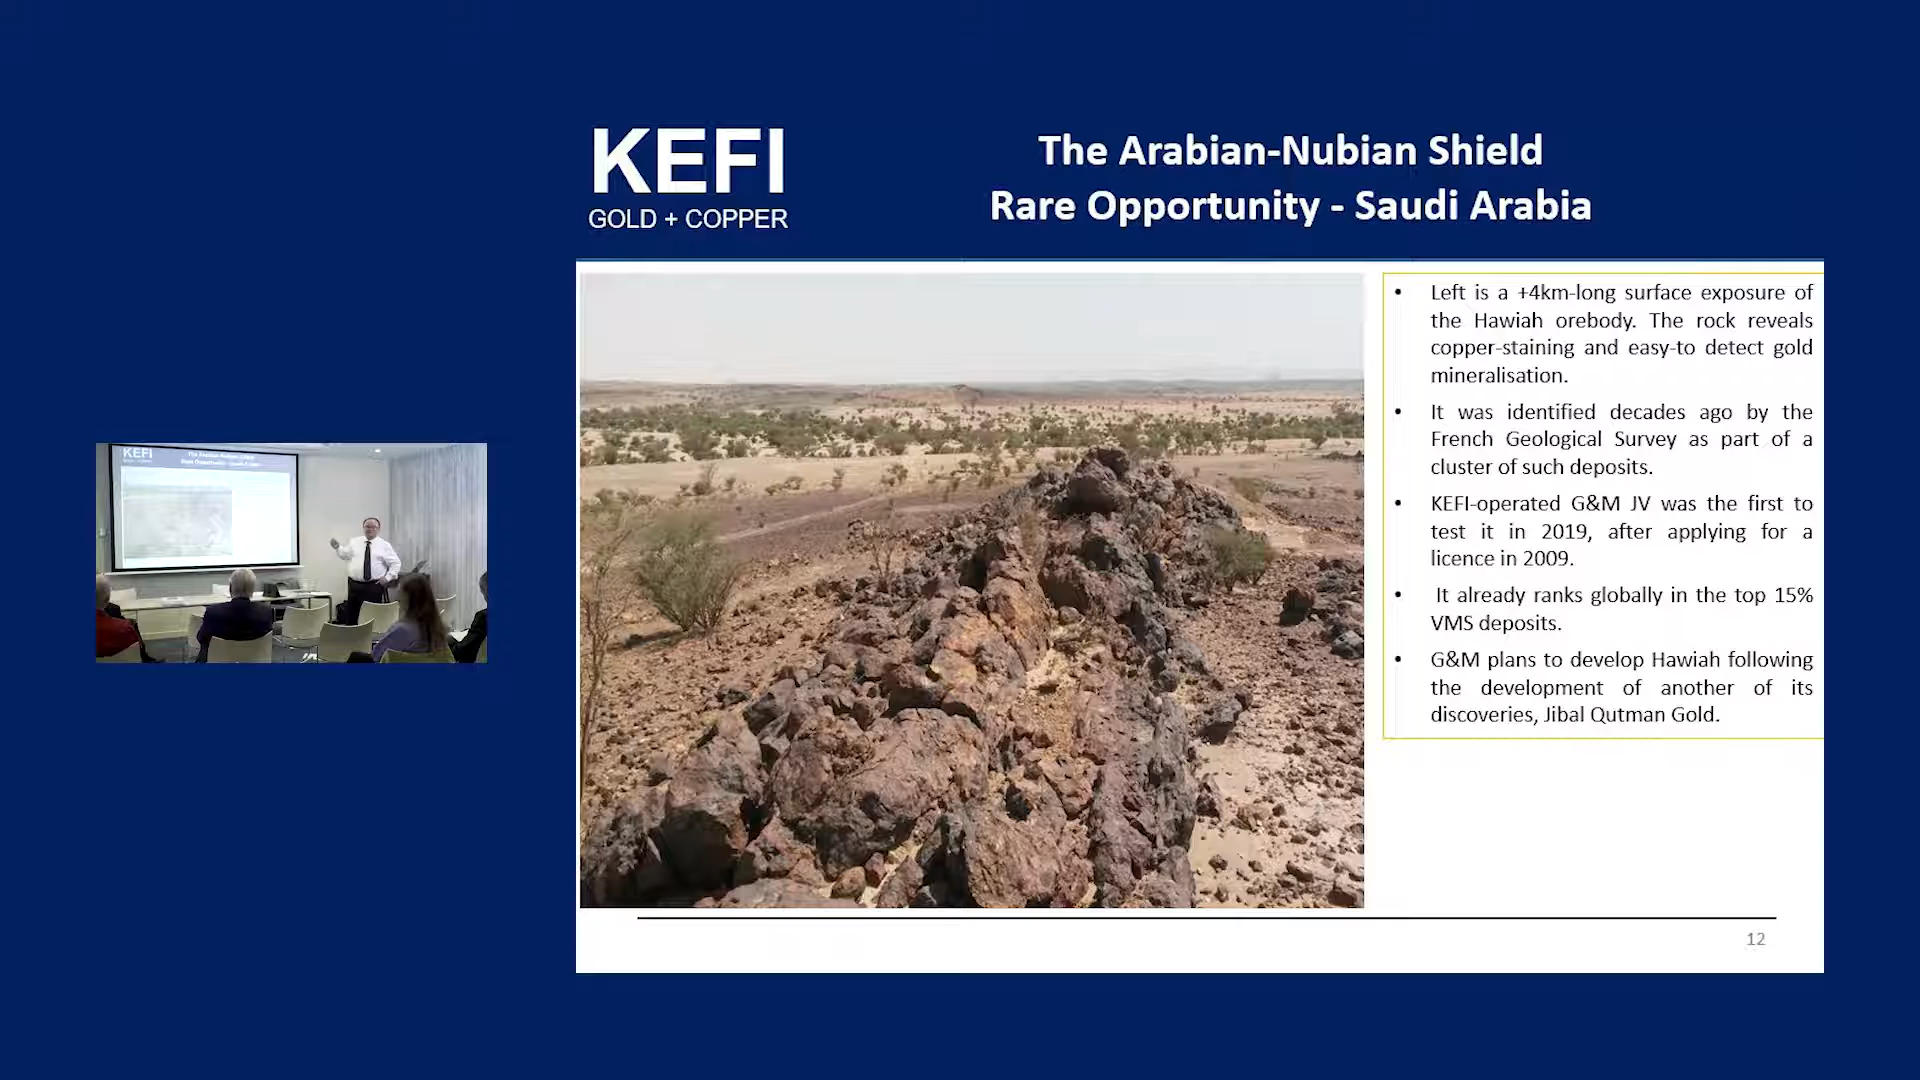 KEFI
GOLD + COPPER
The Arabian-Nubian Shield
Rare Opportunity - Saudi Arabia
• Left is a +4km-long surface exposure of
the Hawiah orebody. The rock reveals
copper-staining and easy-to detect gold
mineralisation.
• It was identified decades ago by the
French Geological Survey as part of a
cluster of such deposits.
• KEFI-operated G&M JV was the first to
test it in 2019, after applying for a
licence in 2009.
• It already ranks globally in the top 15%
VMS deposits.
• G&M plans to develop Hawiah following
the development of another of its
discoveries, Jibal Qutman Gold.
12
KEFI